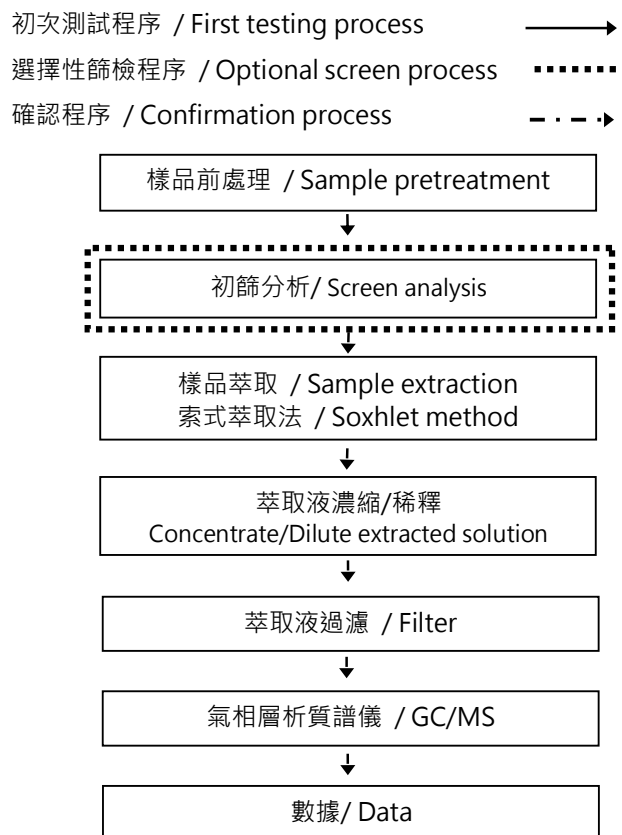 初次測試程序 / First testing process
選擇性篩檢程序 / Optional screen process
確認程序 / Confirmation process
樣品前處理 / Sample pretreatment
初篩分析/ Screen analysis
樣品萃取 / Sample extraction
索式萃取法 / Soxhlet method
萃取液濃縮/稀釋
Concentrate/Dilute extracted solution
萃取液過濾 / Filter
氣相層析質譜儀 / GC/MS
數據/ Data